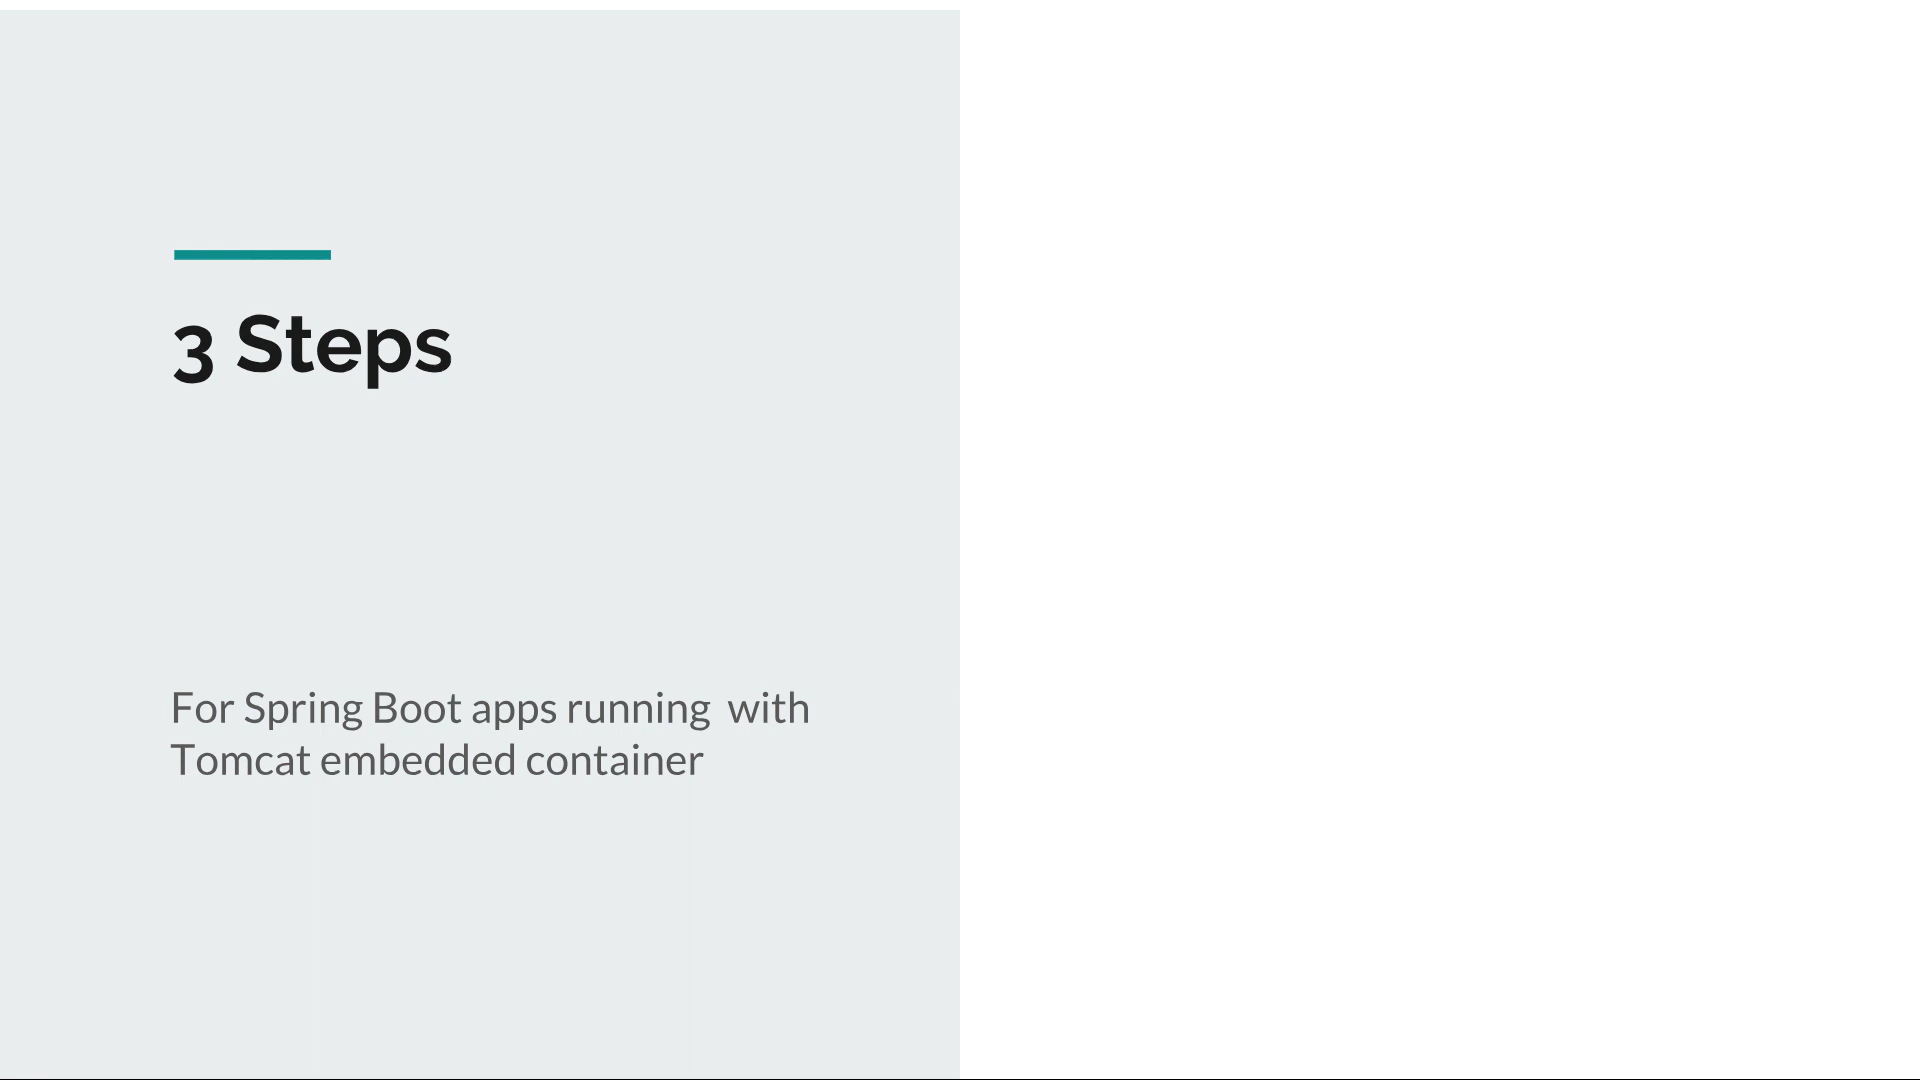 3 Steps
For Spring Boot apps running  with
Tomcat embedded container